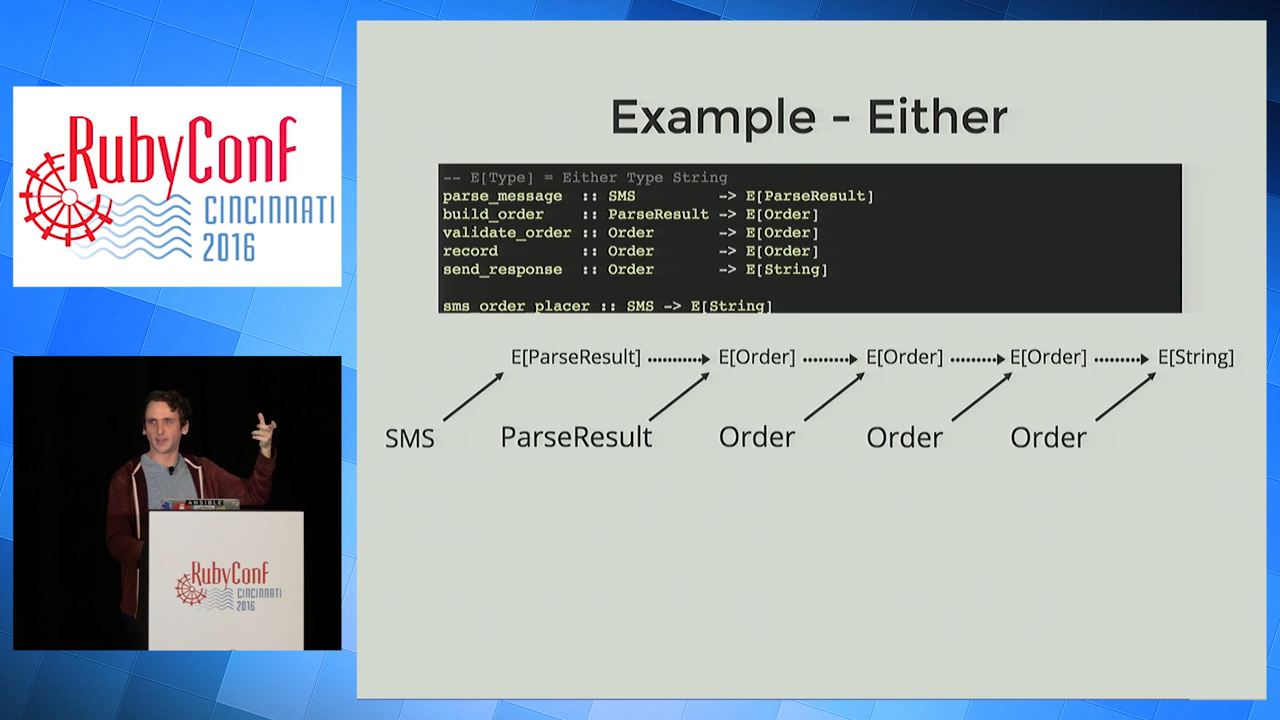 RubyConf
CINCINNATI
2016
Example - Either
-- E[Type] = Either Type String
parse_message :: SMS -> E[ParseResult]
build_order :: ParseResult -> E[Order]
validate_order :: Order -> E[Order]
record :: Order -> E[Order]
send_response :: Order -> E[String]
sms_order_placer :: SMS -> E[String]
E[ParseResult] E[Order] E[Order] E[Order] E[String]
SMS ParseResult Order Order Order
ANSIBLE
RubyConf
CINCINNATI
2016